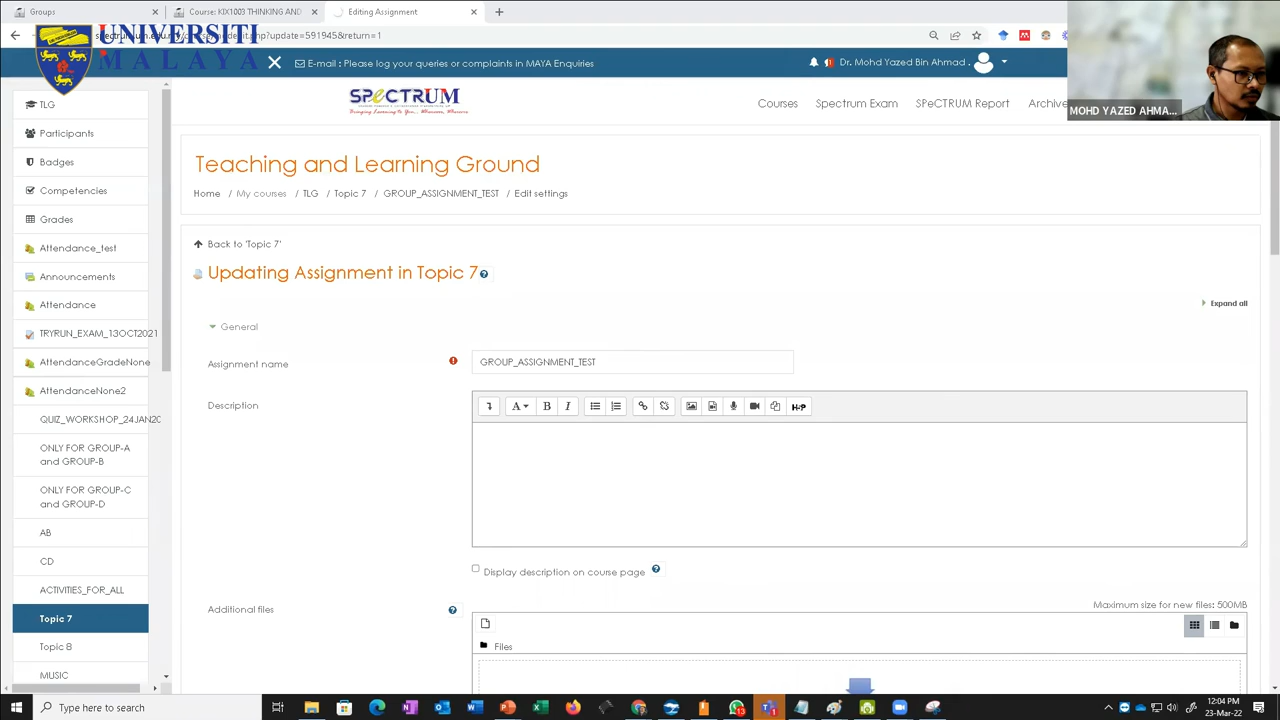 Groups
Course: KIX1003 THINKING AND
Editing Assignment
UNIVERSITI
MALAYA
update=591945&return=1
E-mail : Please log your queries or complaints in MAYA Enquiries
Dr. Mohd Yazed Bin Ahmad .
MOHD YAZED AHMA...
SPeCTRUM
Courses
Spectrum Exam
SPeCTRUM Report
Archive
TLG
Participants
Badges
Competencies
Grades
Attendance_test
Announcements
Attendance
TRYRUN_EXAM_13OCT2021
AttendanceGradeNone
AttendanceNone2
QUIZ_WORKSHOP_24JAN20
ONLY FOR GROUP-A
and GROUP-B
ONLY FOR GROUP-C
and GROUP-D
AB
CD
ACTIVITIES_FOR_ALL
Topic 7
Topic 8
MUSIC
Teaching and Learning Ground
Home / My courses / TLG / Topic 7 / GROUP_ASSIGNMENT_TEST / Edit settings
Back to 'Topic 7'
Updating Assignment in Topic 7
Expand all
General
Assignment name
GROUP_ASSIGNMENT_TEST
Description
A B I
H-P
Display description on course page
Additional files
Maximum size for new files: 500MB
Files
Type here to search
12:04 PM
23-Mar-22